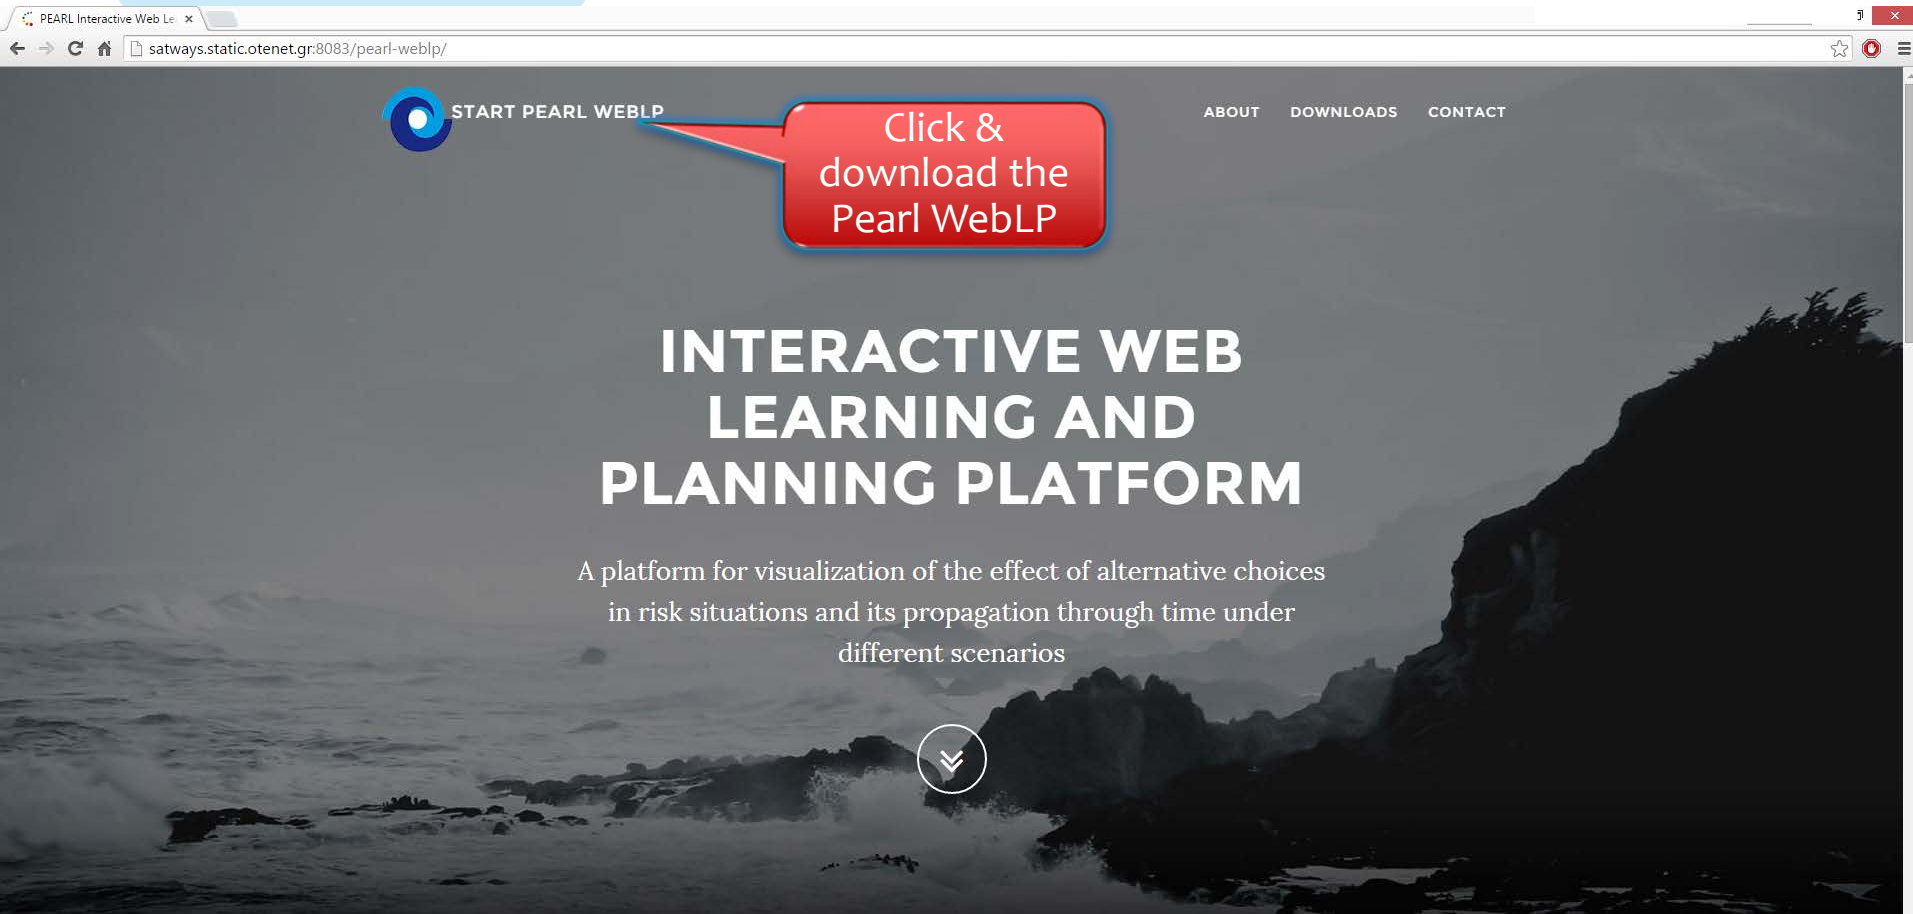 PEARL Interactive Web Le
satways.static.otenet.gr:8083/pearl-weblp/
START PEARL WEBLP
ABOUT
DOWNLOADS
CONTACT
Click &
download the
Pearl WebLP
INTERACTIVE WEB
LEARNING AND
PLANNING PLATFORM
A platform for visualization of the effect of alternative choices
in risk situations and its propagation through time under
different scenarios